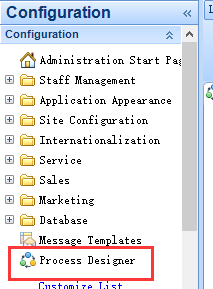 Configuration
Configuration
Administration Start Pag
Staff Management
Application Appearance
Site Configuration
Internationalization
Service
Sales
Marketing
Database
Message Templates
Process Designer
Customize List